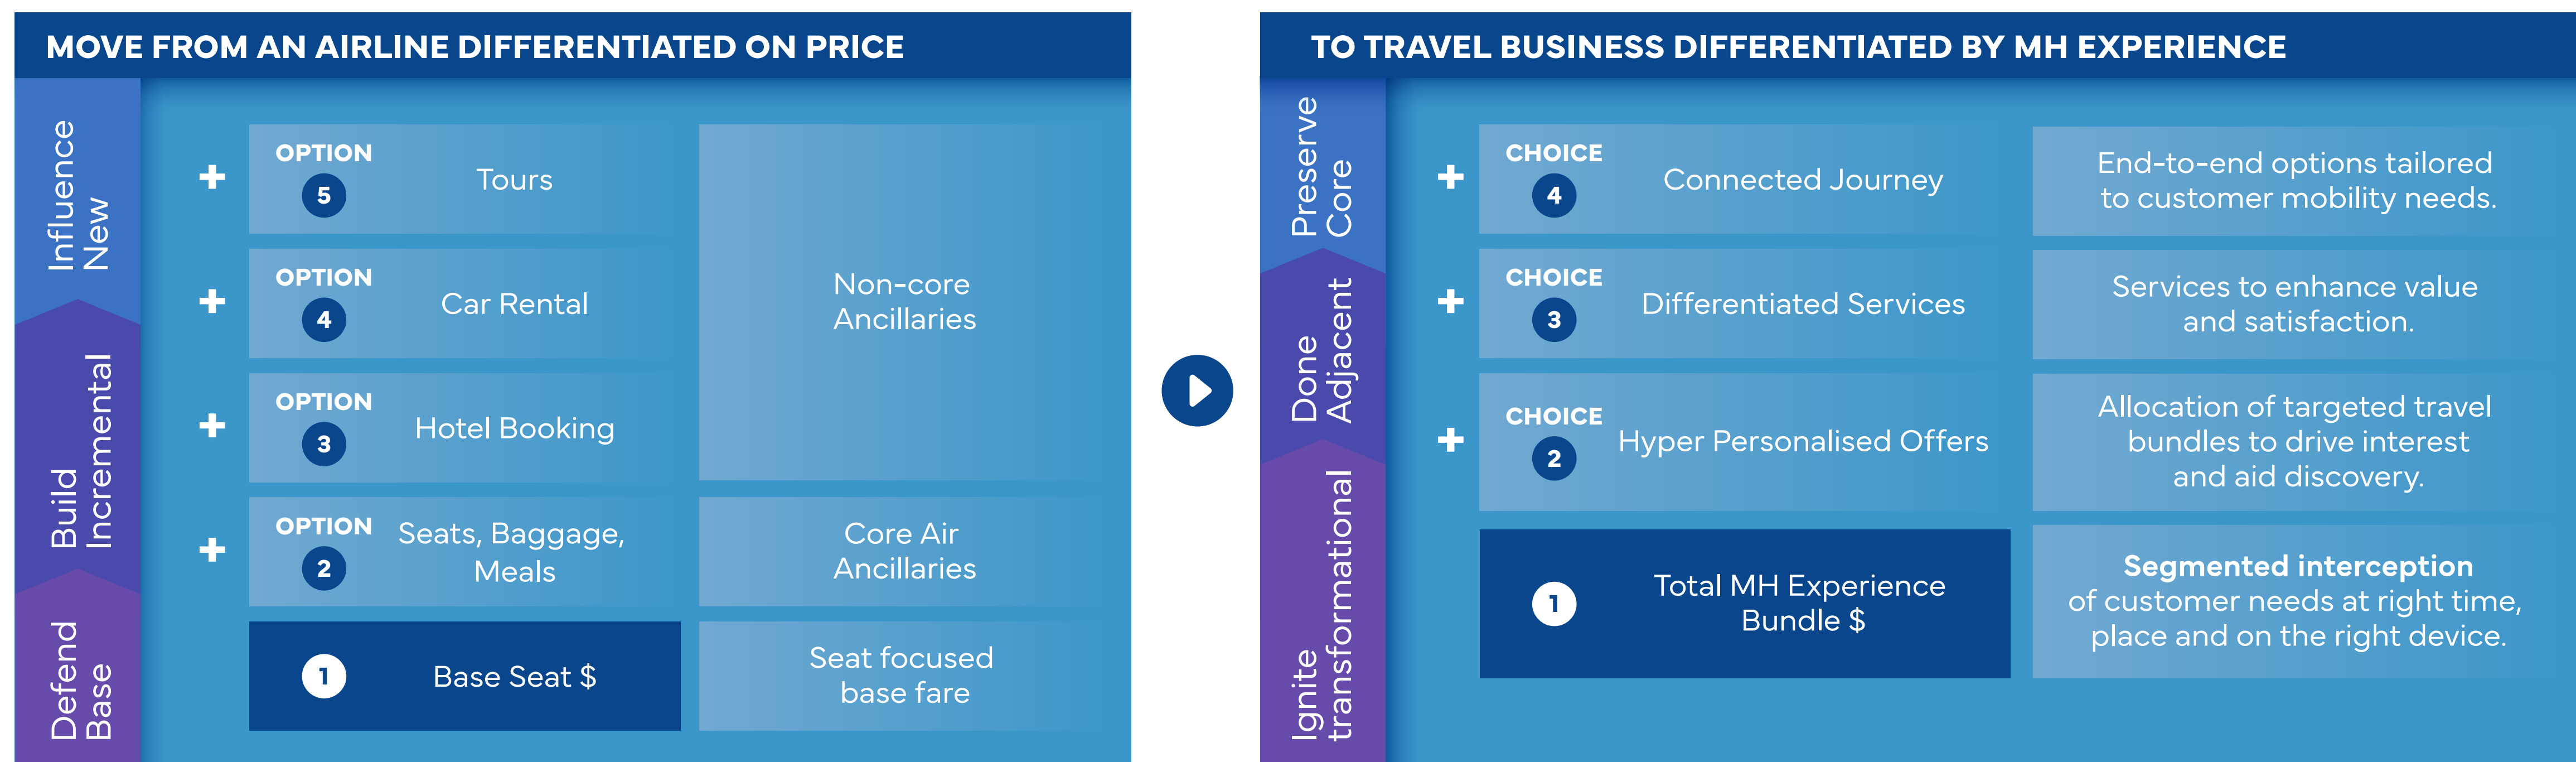 MOVE FROM AN AIRLINE DIFFERENTIATED ON PRICE
Influence
New
Build
Incremental
Defend
Base
+
OPTION
5
Tours
+
OPTION
4
Car Rental
+
OPTION
3
Hotel Booking
Non-core
Ancillaries
+
OPTION
2
Seats, Baggage,
Meals
Core Air
Ancillaries
1
Base Seat $
Seat focused
base fare
TO TRAVEL BUSINESS DIFFERENTIATED BY MH EXPERIENCE
Preserve
Core
Done
Adjacent
Ignite
transformational
+
CHOICE
4
Connected Journey
End-to-end options tailored
to customer mobility needs.
+
CHOICE
3
Differentiated Services
Services to enhance value
and satisfaction.
+
CHOICE
2
Hyper Personalised Offers
Allocation of targeted travel
bundles to drive interest
and aid discovery.
1
Total MH Experience
Bundle $
Segmented interception
of customer needs at right time,
place and on the right device.